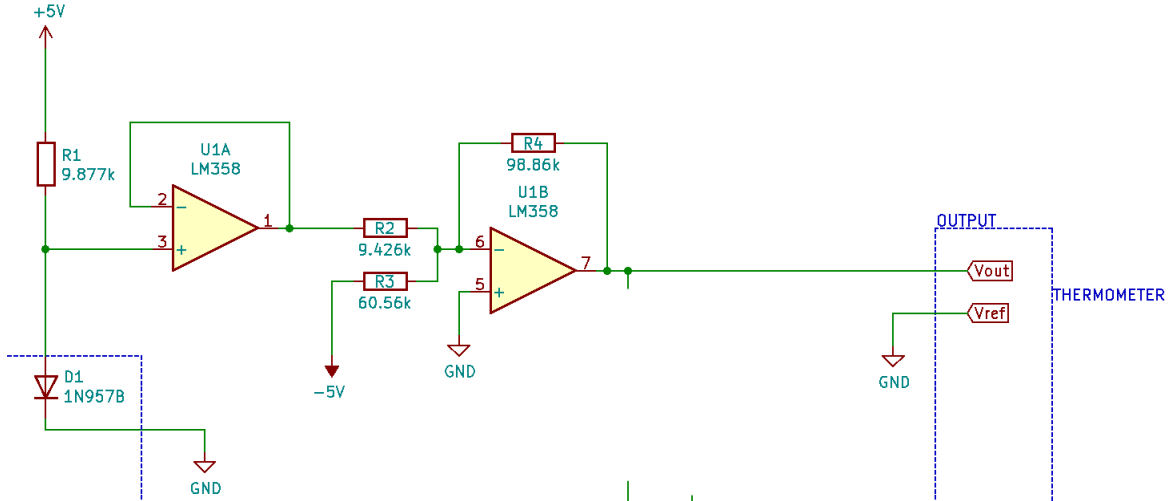 +5V
R1
9.877k
U1A
LM358
2
−
3
+
1
R2
9.426k
R3
60.56k
−5V
R4
98.86k
U1B
LM358
6
−
5
+
7
GND
OUTPUT
Vout
THERMOMETER
Vref
GND
D1
1N957B
GND